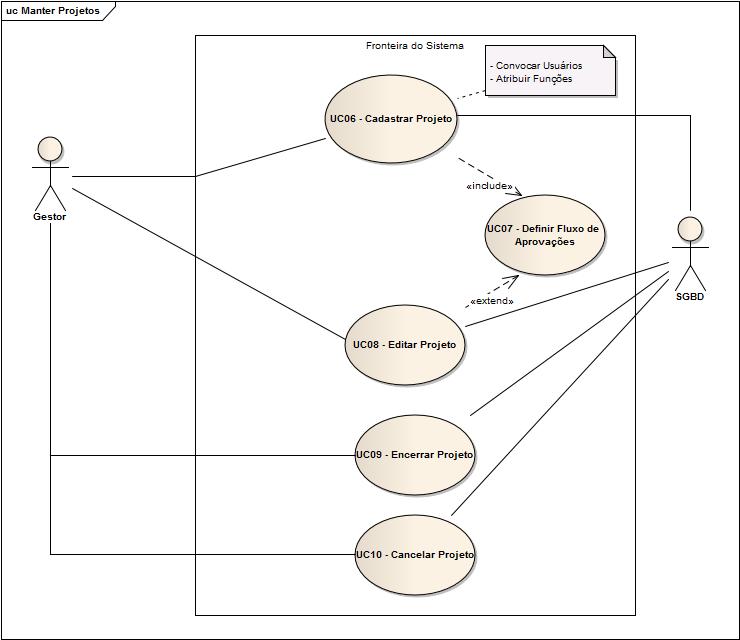 uc Manter Projetos
Fronteira do Sistema
- Convocar Usuários
- Atribuir Funções
UC06 - Cadastrar Projeto
«include»
Gestor
UC07 - Definir Fluxo de
Aprovações
SGBD
«extend»
UC08 - Editar Projeto
UC09 - Encerrar Projeto
UC10 - Cancelar Projeto